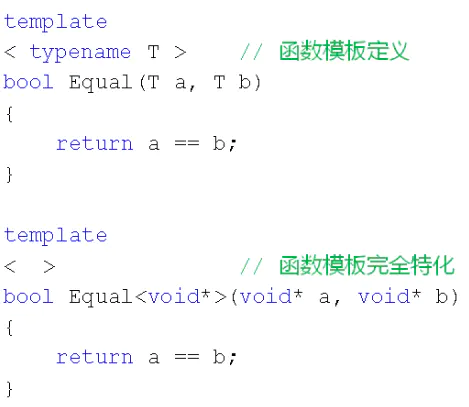 template
< typename T >    // 函数模板定义
bool Equal(T a, T b)
{
    return a == b;
}
template
<  >              // 函数模板完全特化
bool Equal<void*>(void* a, void* b)
{
    return a == b;
}